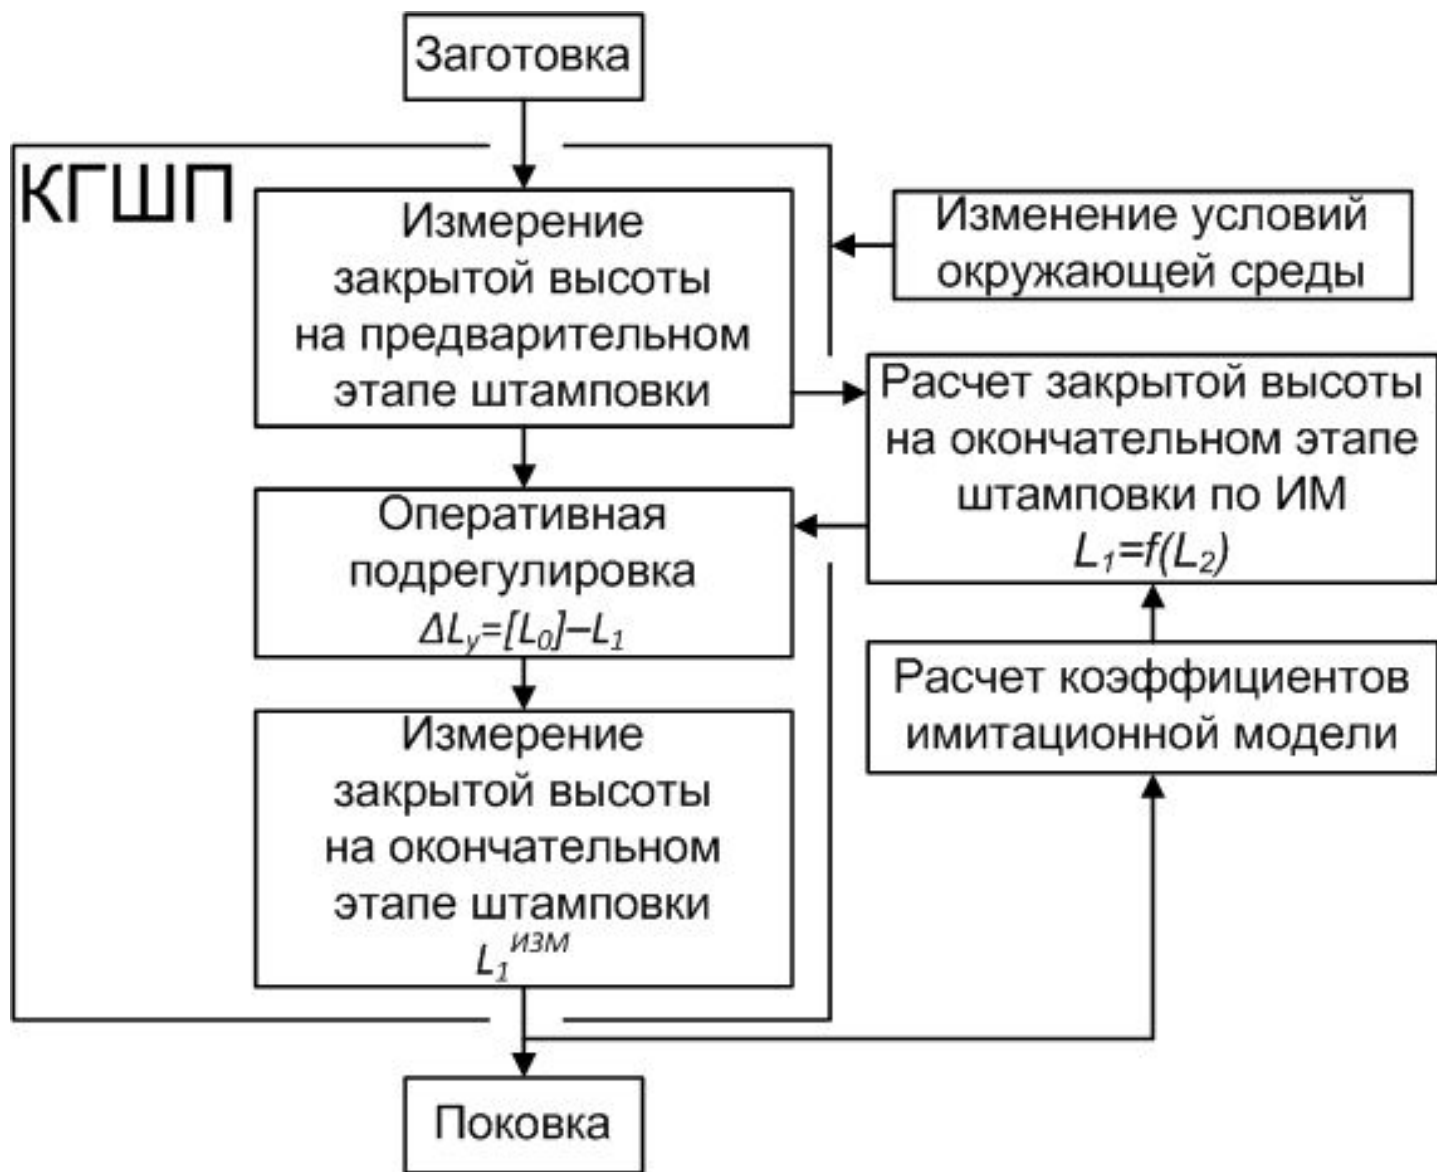 Заготовка
КГШП
Измерение
закрытой высоты
на предварительном
этапе штамповки
Изменение условий
окружающей среды
Расчет закрытой высоты
на окончательном этапе
штамповки по ИМ
L₁=f(L₂)
Оперативная
подрегулировка
ΔLᵧ=[L₀]–L₁
Расчет коэффициентов
имитационной модели
Измерение
закрытой высоты
на окончательном
этапе штамповки
L₁ᴵᴵᶻᴹ
Поковка